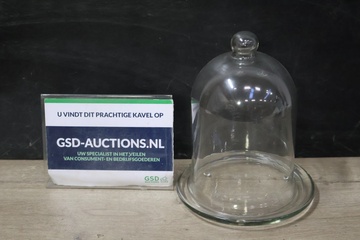 U VINDT DIT PRACHTIGE KAVEL OP
GSD-AUCTIONS.NL
UW SPECIALIST IN HET VEILEN
VAN CONSUMENT- EN BEDRIJFSGOEDEREN
GSD